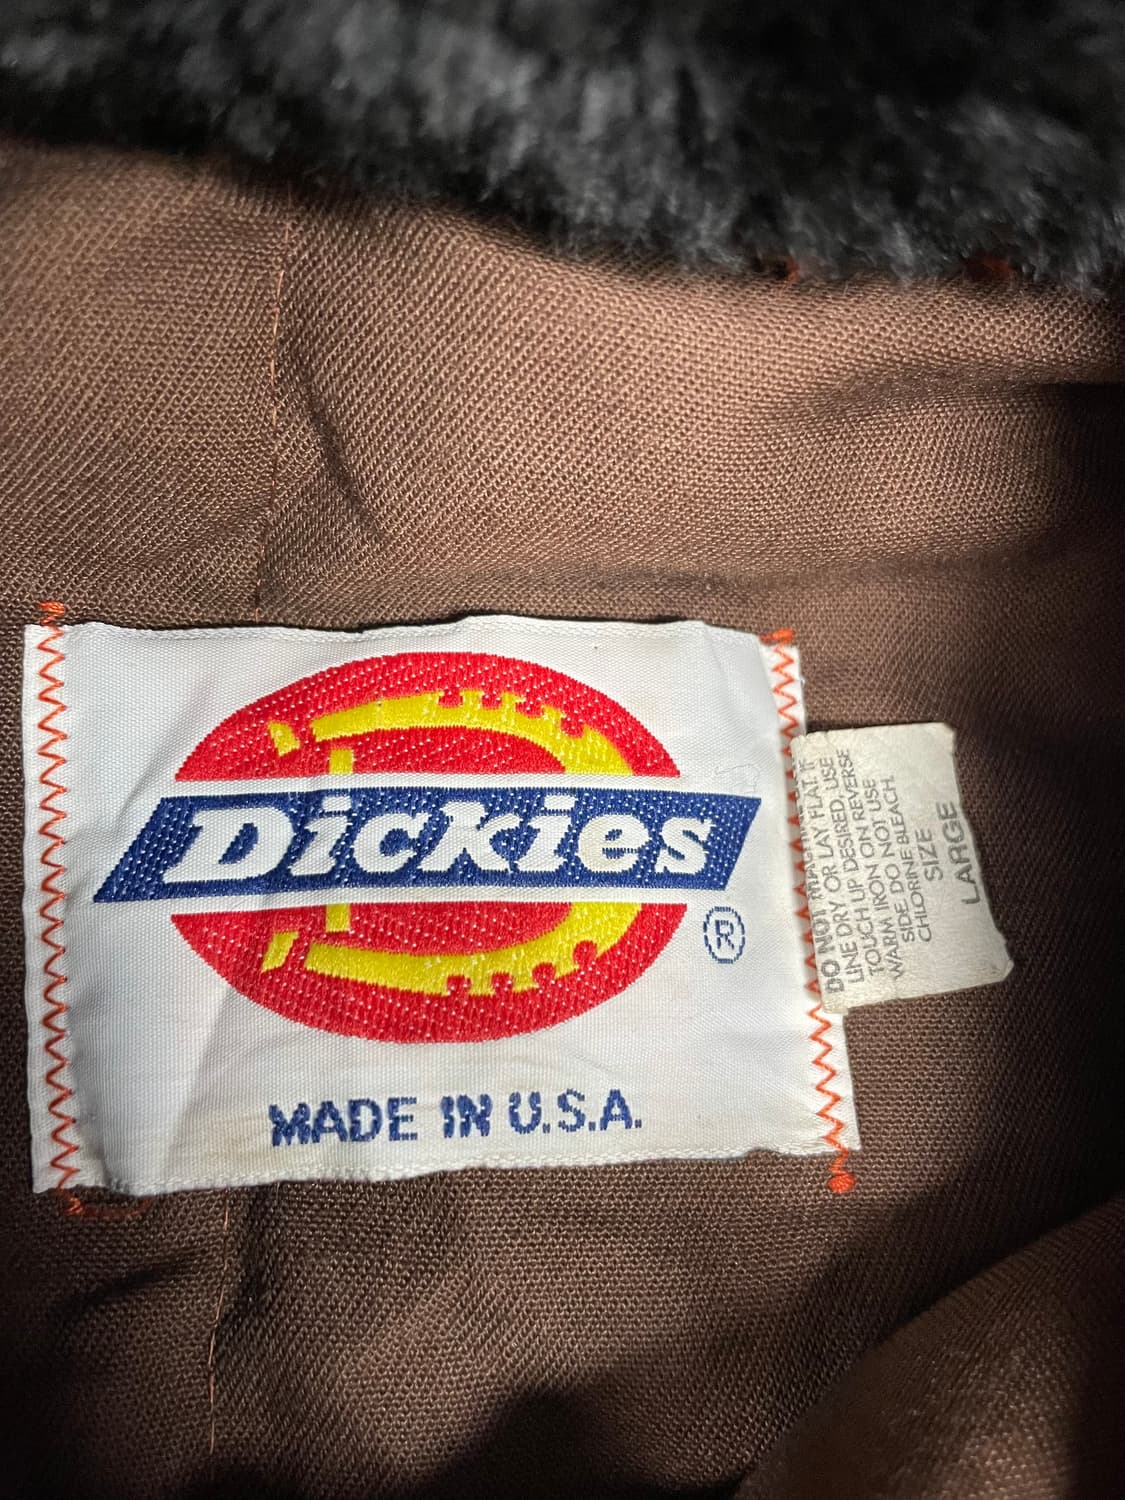 Dickies
®
MADE IN U.S.A.
DO NOT
LINE DRY OR LAY FLAT. IF
TOUCH UP DESIRED, USE
WARM IRON ON REVERSE
SIDE. DO NOT USE
CHLORINE BLEACH.
SIZE
LARGE